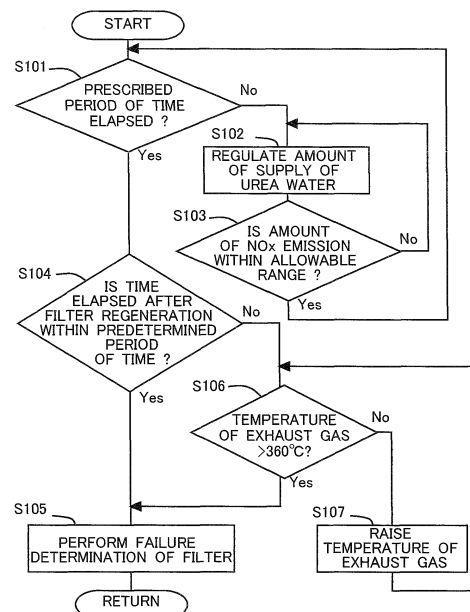 START
S101
PRESCRIBED
PERIOD OF TIME
ELAPSED ?
No
Yes
S102
REGULATE AMOUNT
OF SUPPLY OF
UREA WATER
S103
IS AMOUNT
OF NOx EMISSION
WITHIN ALLOWABLE
RANGE ?
No
Yes
S104
IS TIME
ELAPSED AFTER
FILTER REGENERATION
WITHIN PREDETERMINED
PERIOD
OF TIME ?
No
Yes
S106
TEMPERATURE
OF EXHAUST GAS
>360℃?
No
Yes
S105
PERFORM FAILURE
DETERMINATION OF FILTER
S107
RAISE
TEMPERATURE OF
EXHAUST GAS
RETURN